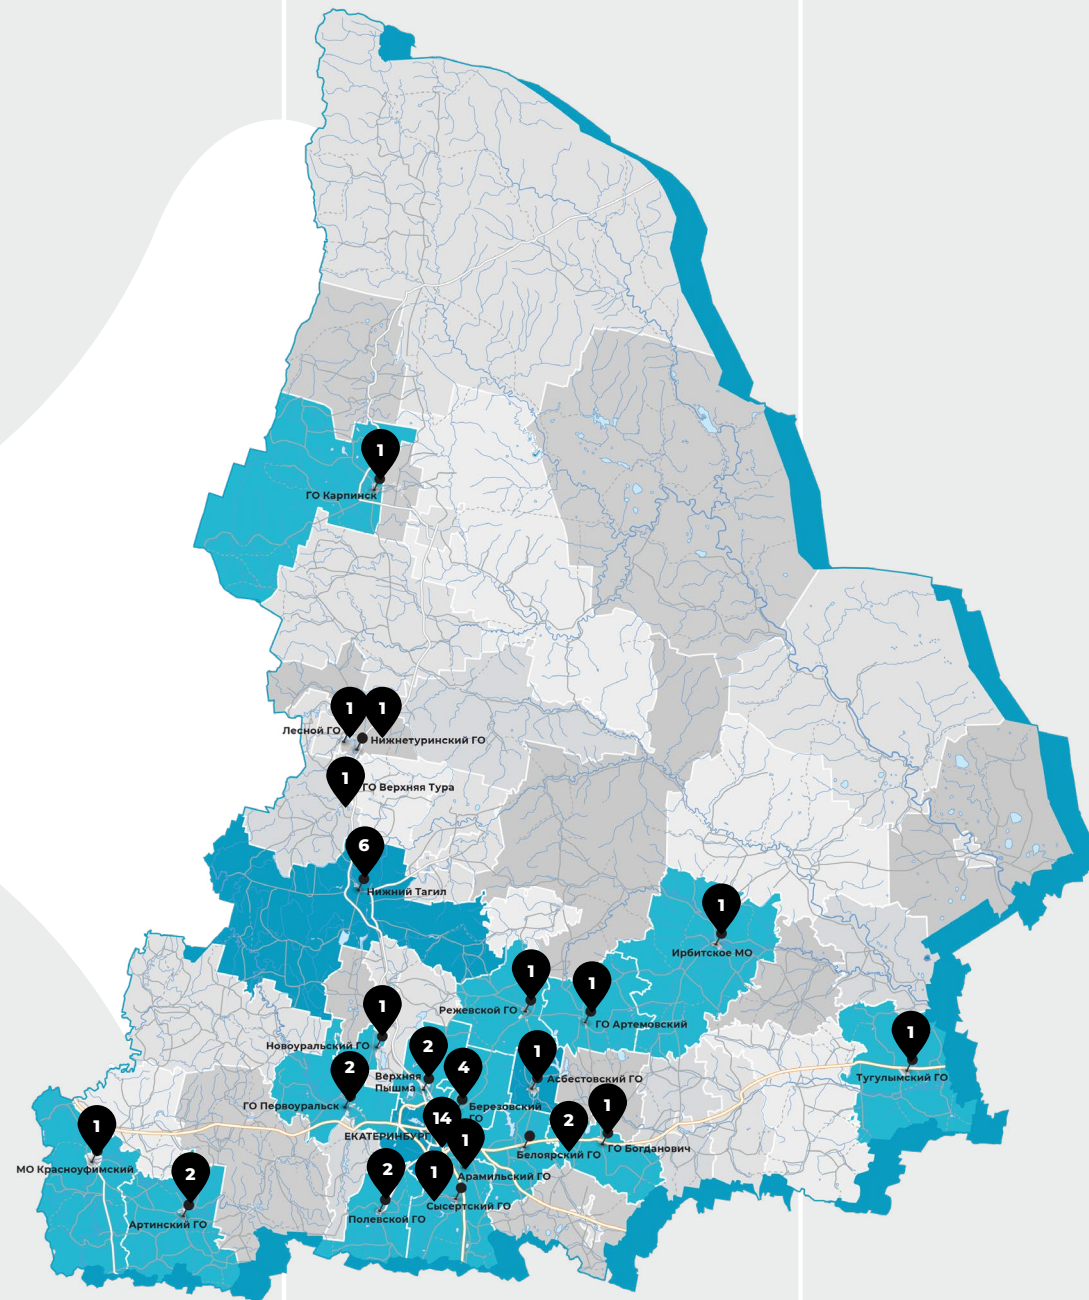 1
ГО Карпинск
1
1
Лесной ГО
Нижнетуринский ГО
1
ГО Верхняя Тура
6
Нижний Тагил
1
Ирбитское МО
1
Режевской ГО
1
ГО Артемовский
1
Новоуральский ГО
1
Тугулымский ГО
2
Верхняя
Пышма
4
Березовский
ГО
1
Асбестовский ГО
2
ГО Первоуральск
14
ЕКАТЕРИНБУРГ
1
Арамильский ГО
2
Белоярский ГО
1
ГО Богданович
1
МО Красноуфимский
2
Артинский ГО
2
Полевской ГО
1
Сысертский ГО